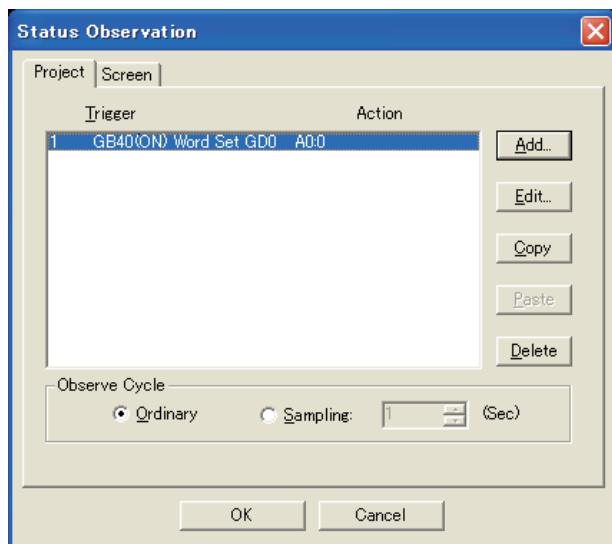 Status Observation
Project Screen
Trigger Action
1 GB40(ON) Word Set GD0 A0:0
Add...
Edit...
Copy
Paste
Delete
Observe Cycle
Ordinary Sampling: 1 (Sec)
OK Cancel